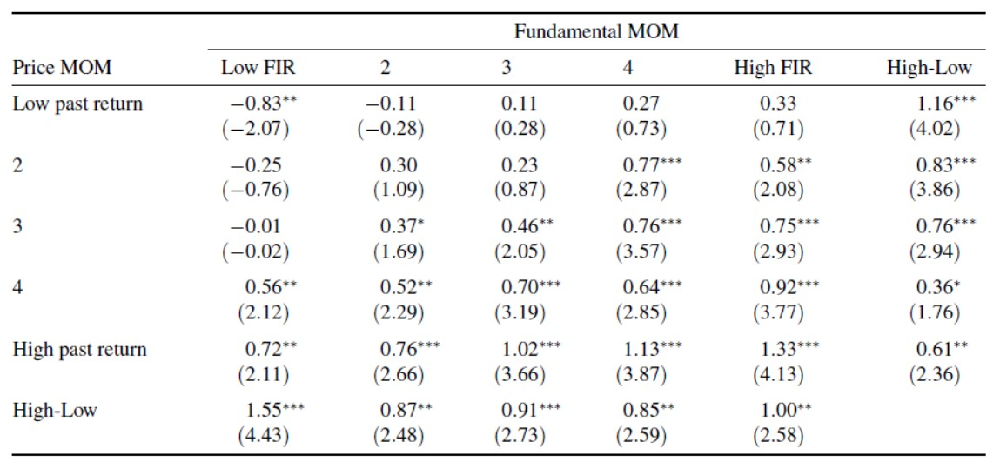 Fundamental MOM
Price MOM Low FIR 2 3 4 High FIR High-Low
Low past return −0.83** −0.11 0.11 0.27 0.33 1.16***
(−2.07) (−0.28) (0.28) (0.73) (0.71) (4.02)
2 −0.25 0.30 0.23 0.77*** 0.58** 0.83***
(−0.76) (1.09) (0.87) (2.87) (2.08) (3.86)
3 −0.01 0.37* 0.46** 0.76*** 0.75*** 0.76***
(−0.02) (1.69) (2.05) (3.57) (2.93) (2.94)
4 0.56** 0.52** 0.70*** 0.64*** 0.92*** 0.36*
(2.12) (2.29) (3.19) (2.85) (3.77) (1.76)
High past return 0.72** 0.76*** 1.02*** 1.13*** 1.33*** 0.61**
(2.11) (2.66) (3.66) (3.87) (4.13) (2.36)
High-Low 1.55*** 0.87** 0.91*** 0.85** 1.00**
(4.43) (2.48) (2.73) (2.59) (2.58)